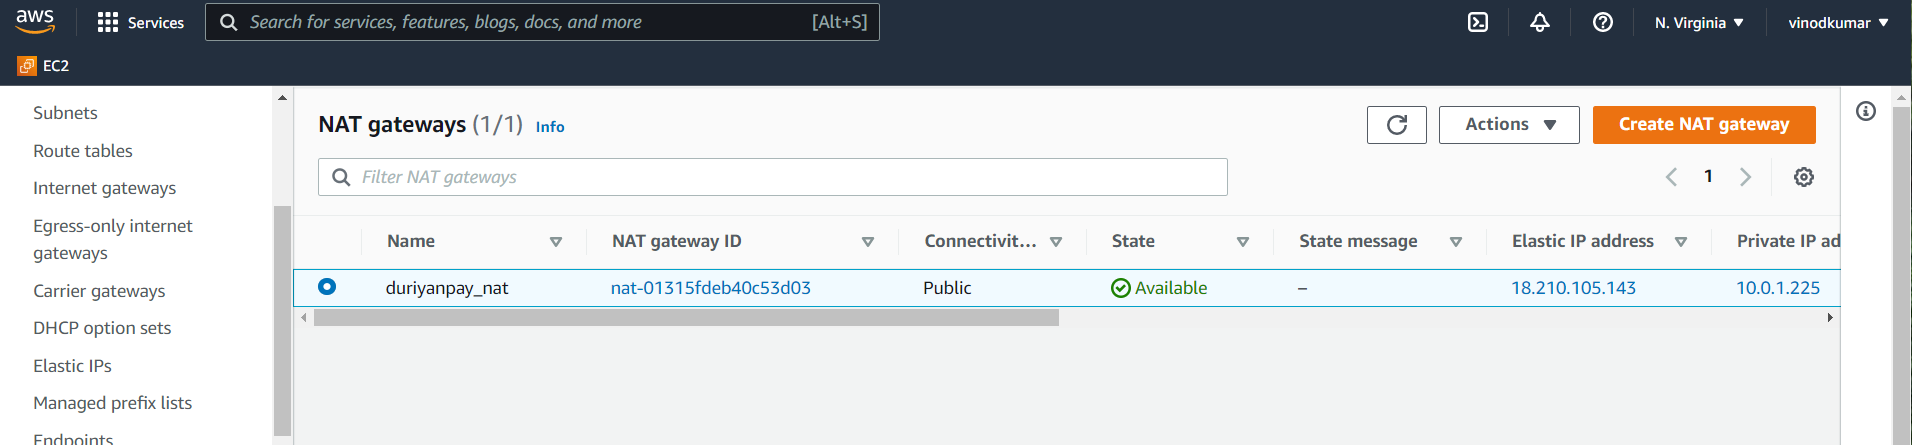 aws
Services
Search for services, features, blogs, docs, and more
[Alt+S]
N. Virginia
vinodkumar
EC2
Subnets
Route tables
Internet gateways
Egress-only internet
gateways
Carrier gateways
DHCP option sets
Elastic IPs
Managed prefix lists
Endpoints
NAT gateways (1/1) Info
Actions
Create NAT gateway
Filter NAT gateways
1
Name
NAT gateway ID
Connectivit...
State
State message
Elastic IP address
Private IP ad
duriyanpay_nat
nat-01315fdeb40c53d03
Public
Available
–
18.210.105.143
10.0.1.225